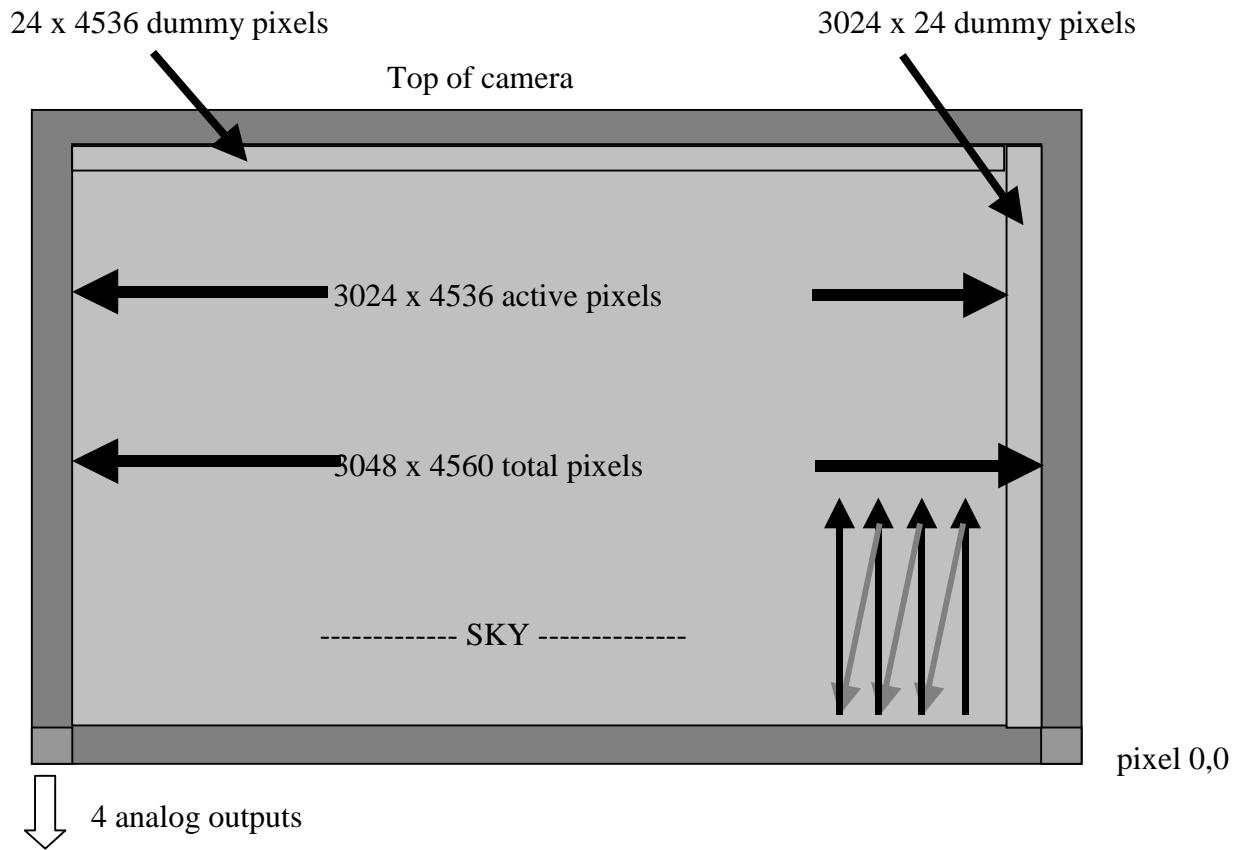 24 x 4536 dummy pixels
3024 x 24 dummy pixels
Top of camera
3024 x 4536 active pixels
3048 x 4560 total pixels
------------- SKY --------------
pixel 0,0
4 analog outputs